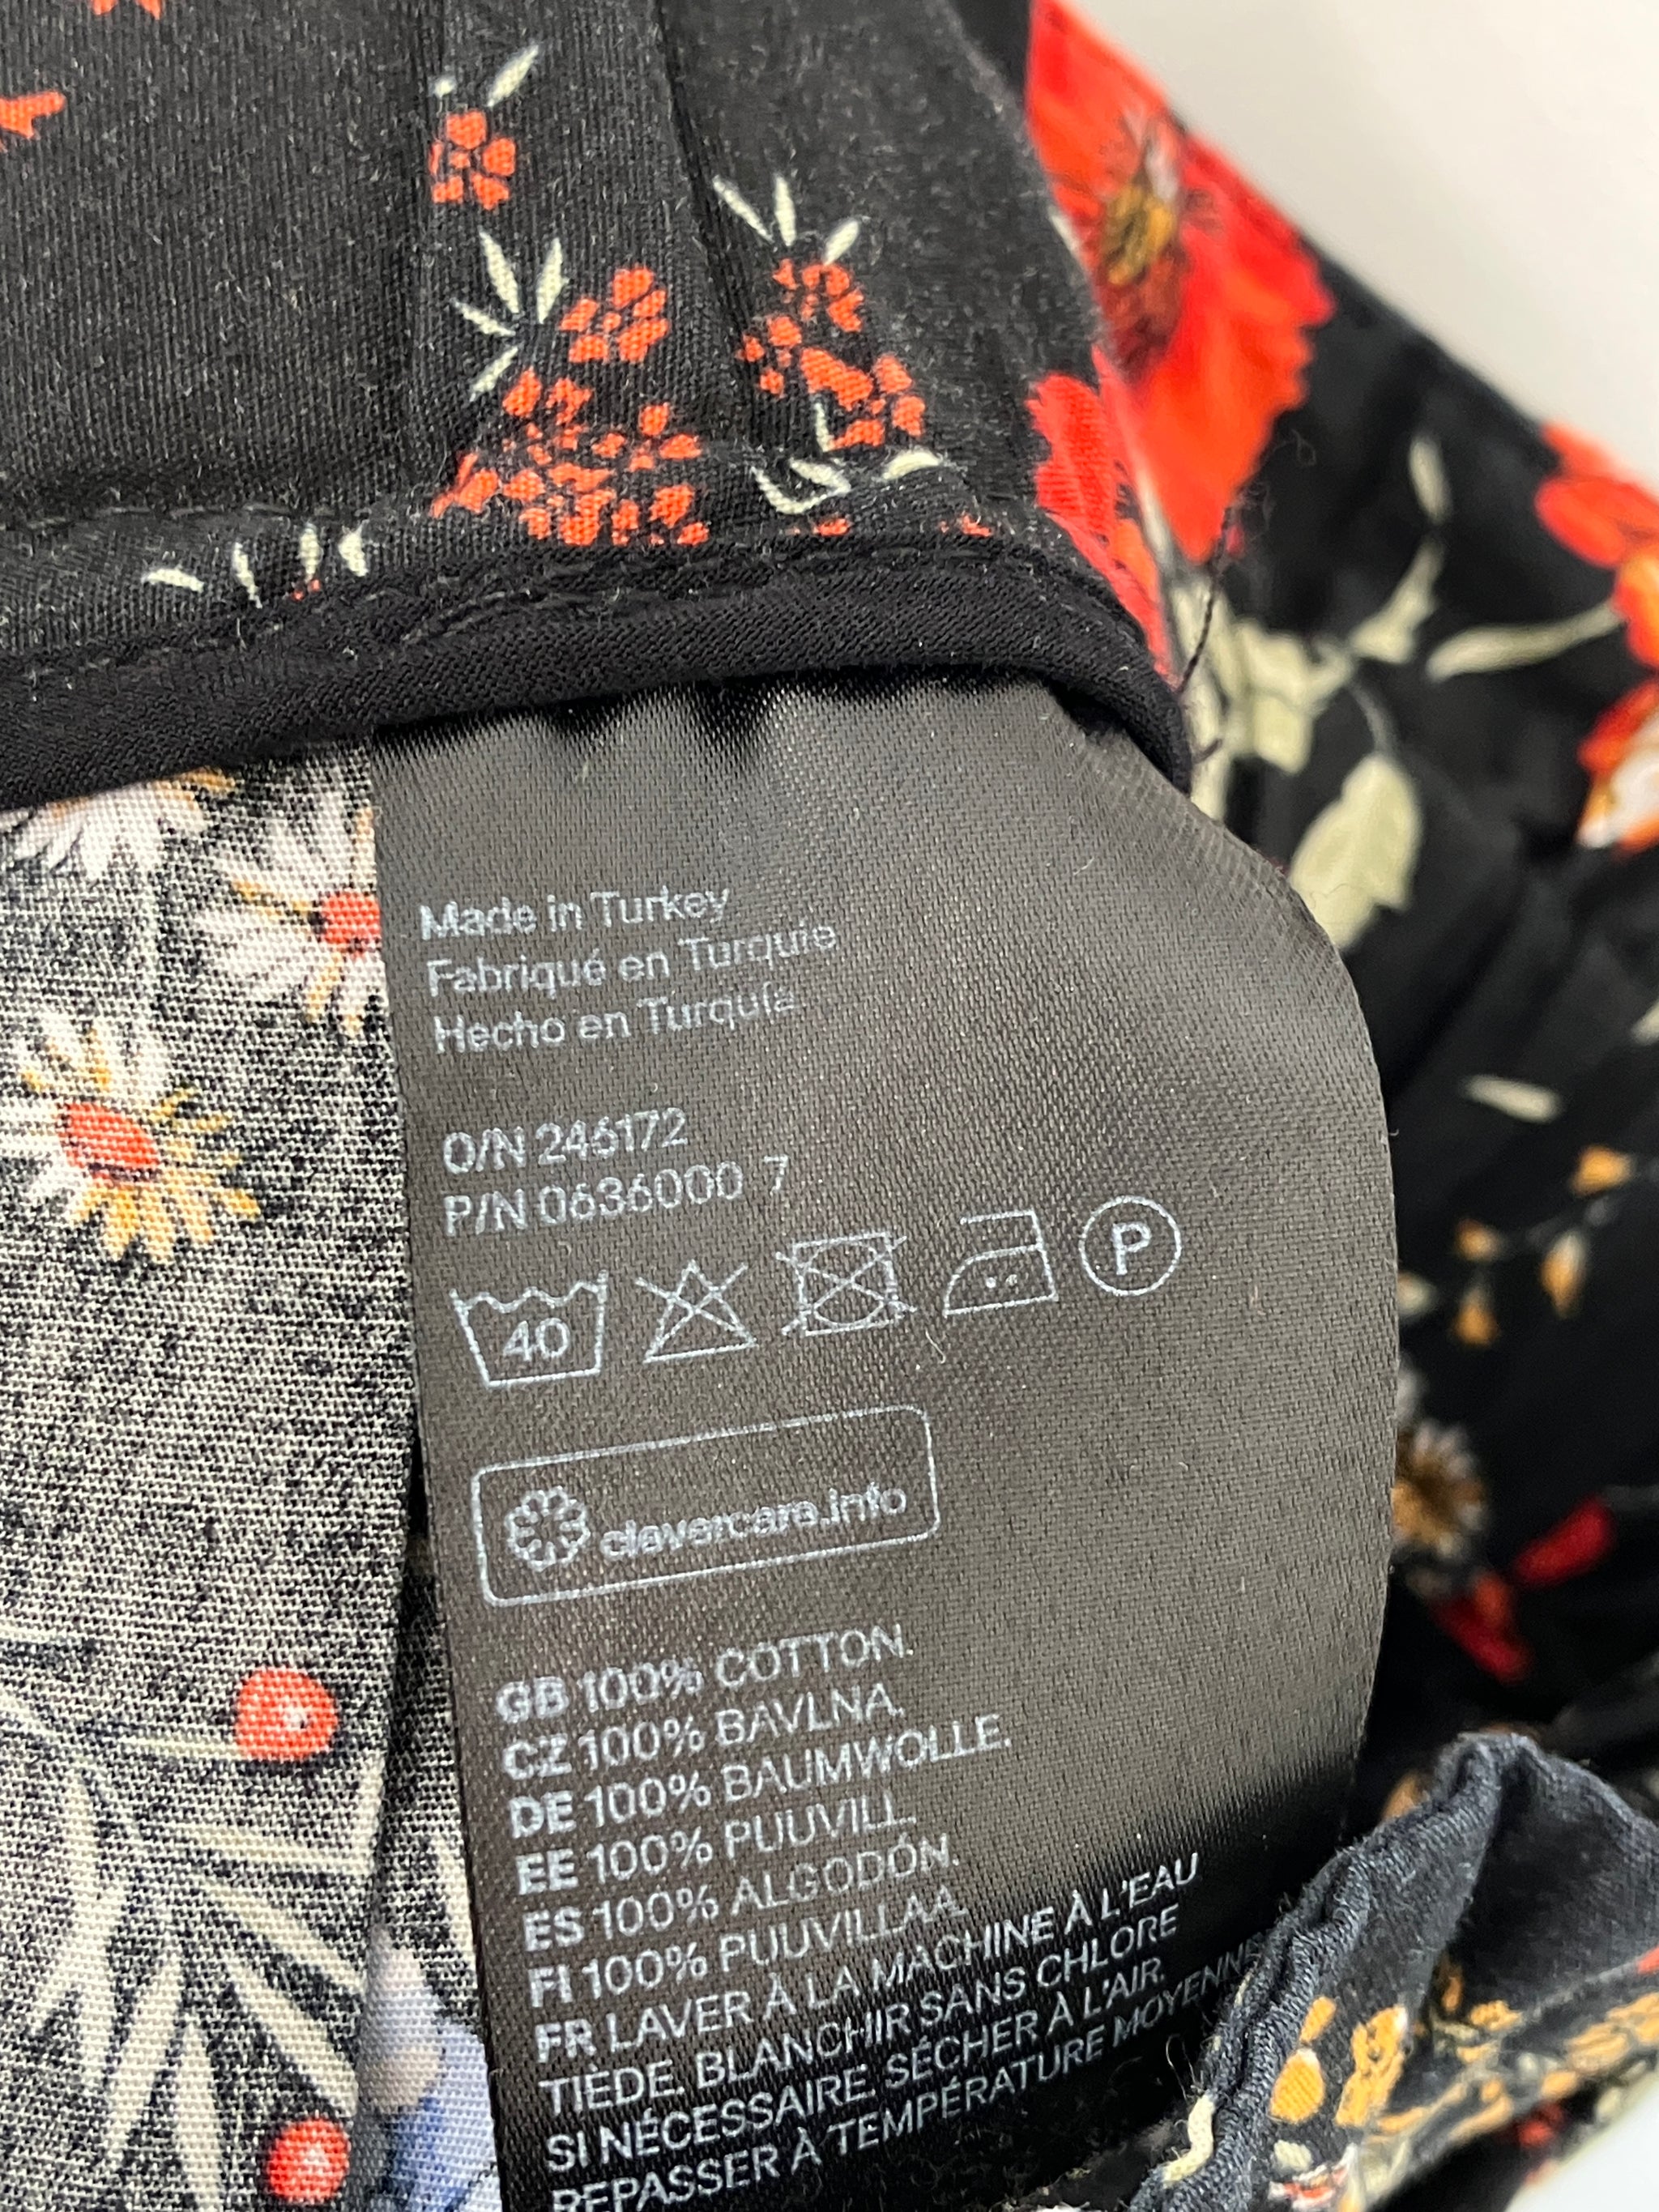 Made in Turkey
Fabriqué en Turquie
Hecho en Turquía
O/N 246172
P/N 0636000 7
40
P
clevercare.info
GB 100% COTTON.
CZ 100% BAVLNA.
DE 100% BAUMWOLLE.
EE 100% PUUVILL.
ES 100% ALGODÓN.
FI 100% PUUVILLAA.
FR LAVER À LA MACHINE À L'EAU
TIÈDE. BLANCHIR SANS CHLORE
SI NÉCESSAIRE. SÉCHER À L'AIR.
REPASSER À TEMPÉRATURE MOYENNE